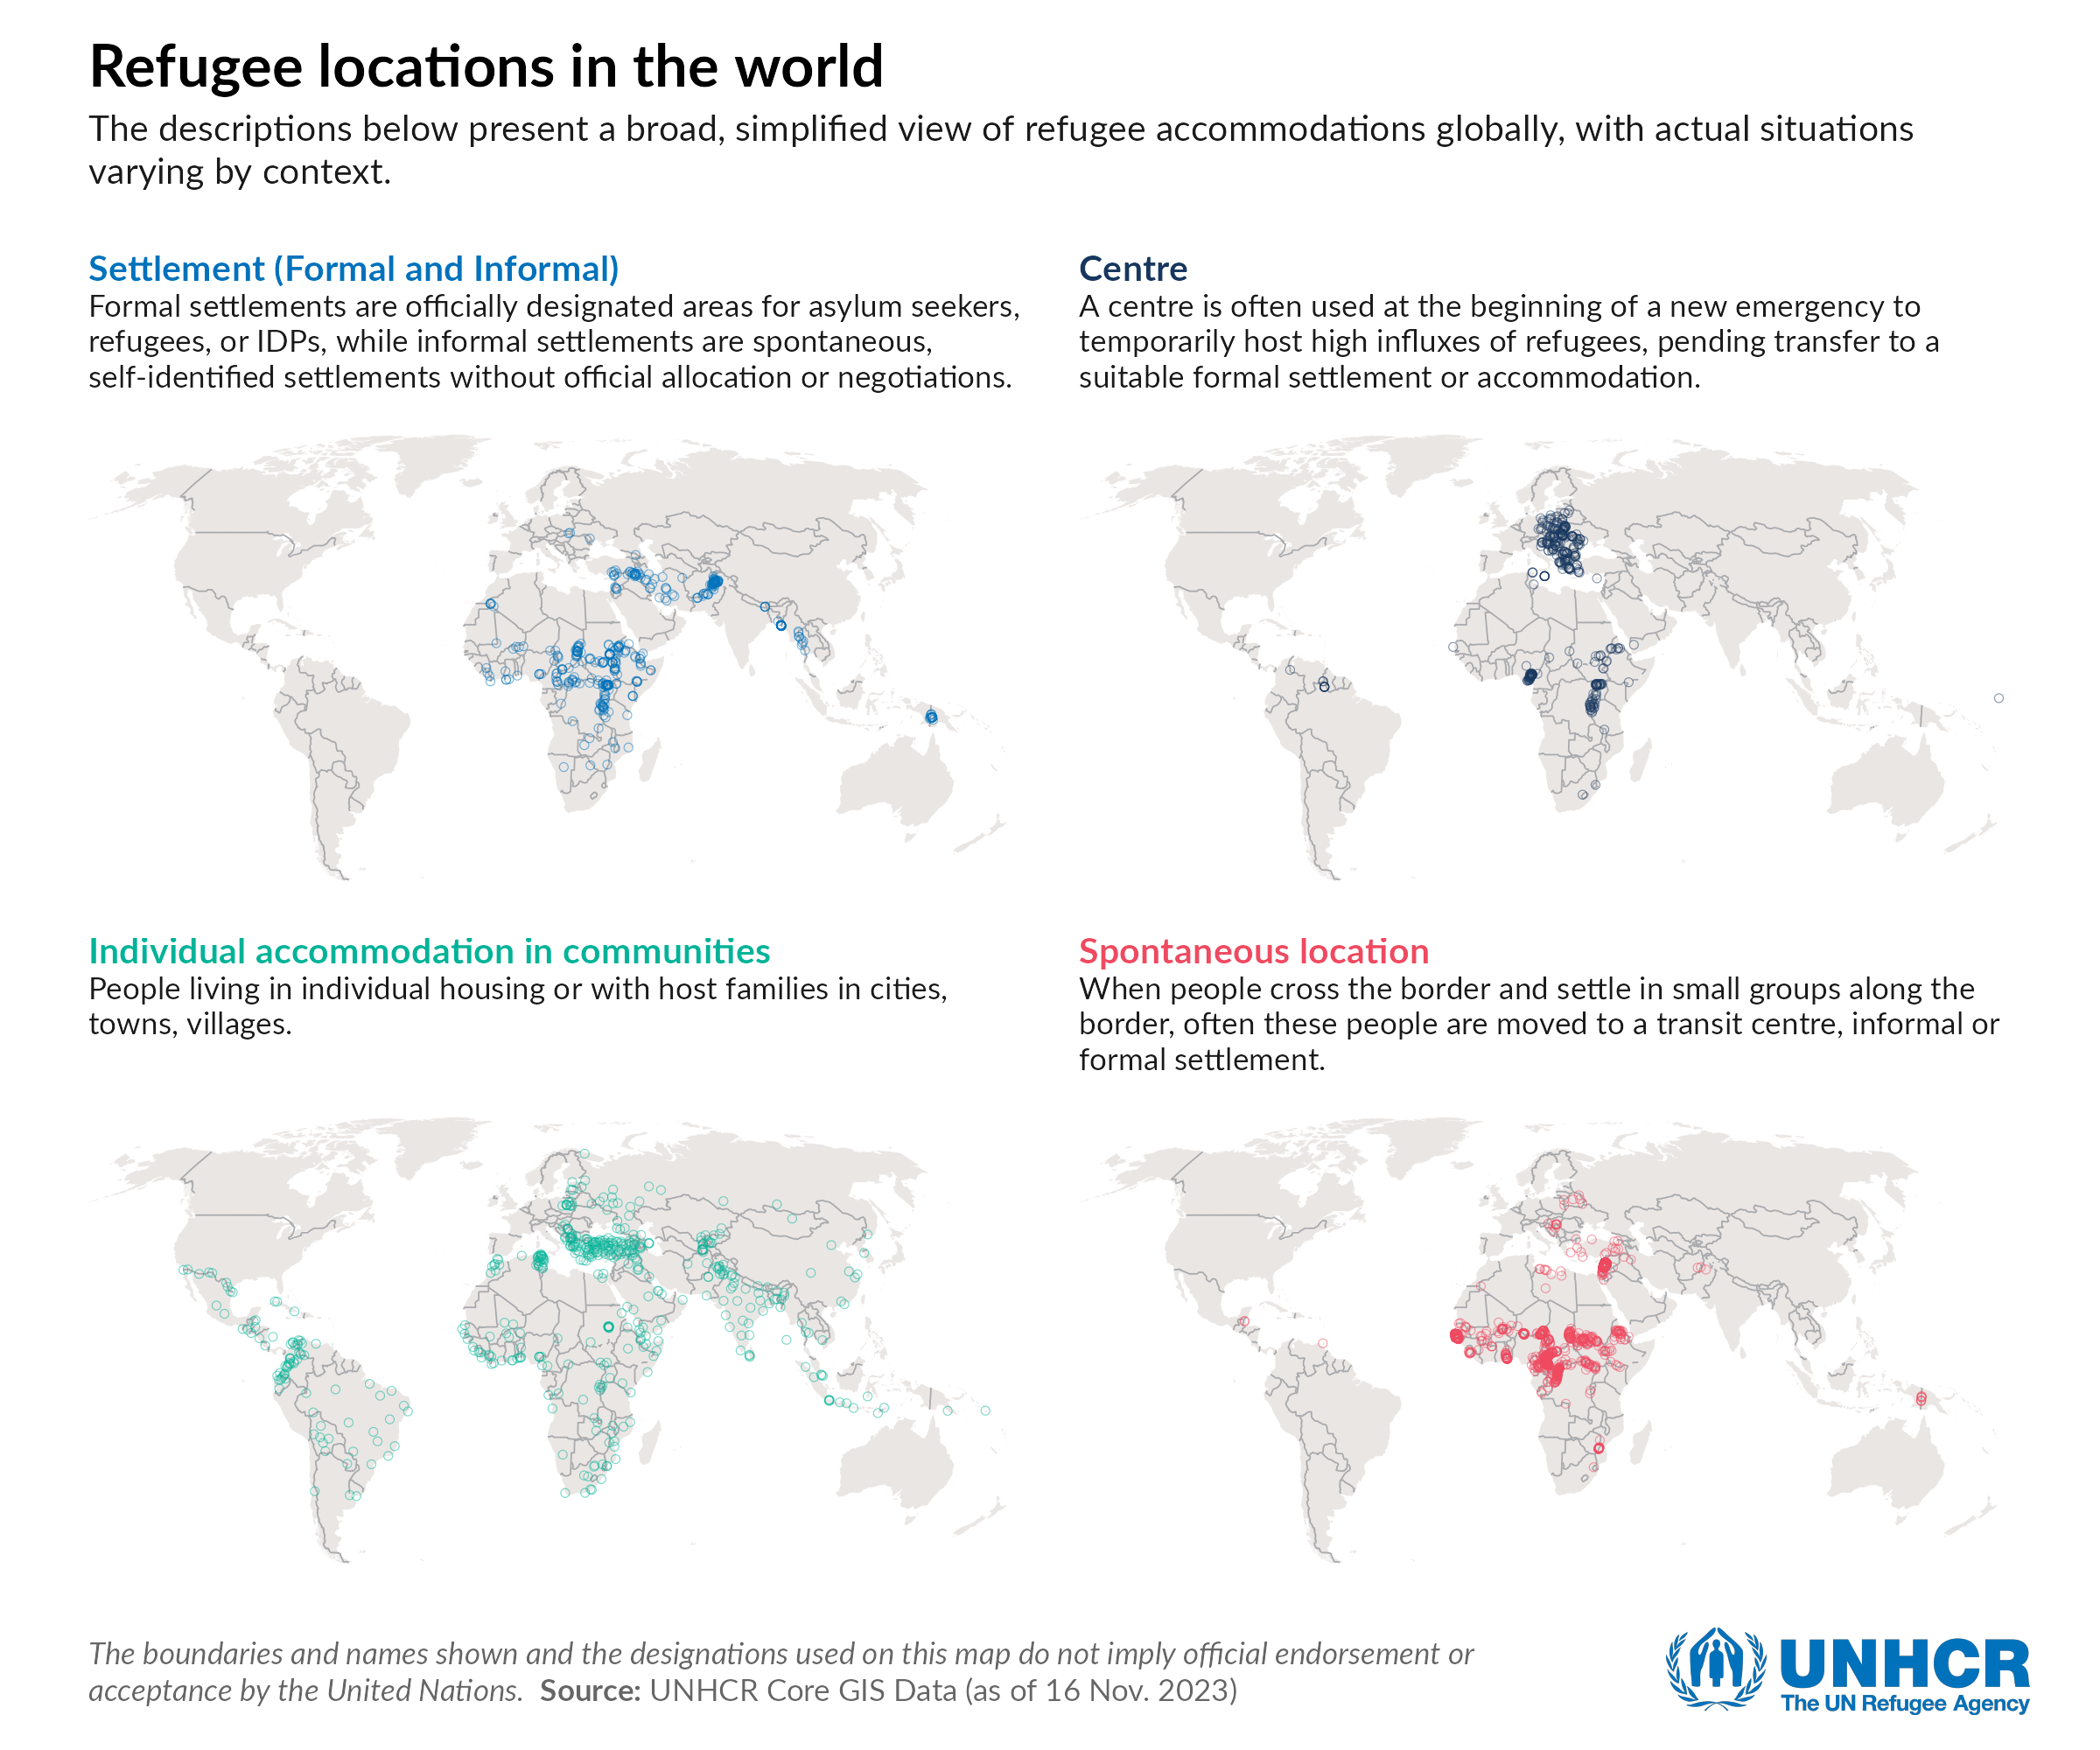 Refugee locations in the world
The descriptions below present a broad, simplified view of refugee accommodations globally, with actual situations
varying by context.
Settlement (Formal and Informal)
Formal settlements are officially designated areas for asylum seekers,
refugees, or IDPs, while informal settlements are spontaneous,
self-identified settlements without official allocation or negotiations.
Centre
A centre is often used at the beginning of a new emergency to
temporarily host high influxes of refugees, pending transfer to a
suitable formal settlement or accommodation.
Individual accommodation in communities
People living in individual housing or with host families in cities,
towns, villages.
Spontaneous location
When people cross the border and settle in small groups along the
border, often these people are moved to a transit centre, informal or
formal settlement.
The boundaries and names shown and the designations used on this map do not imply official endorsement or
acceptance by the United Nations. Source: UNHCR Core GIS Data (as of 16 Nov. 2023)
UNHCR
The UN Refugee Agency